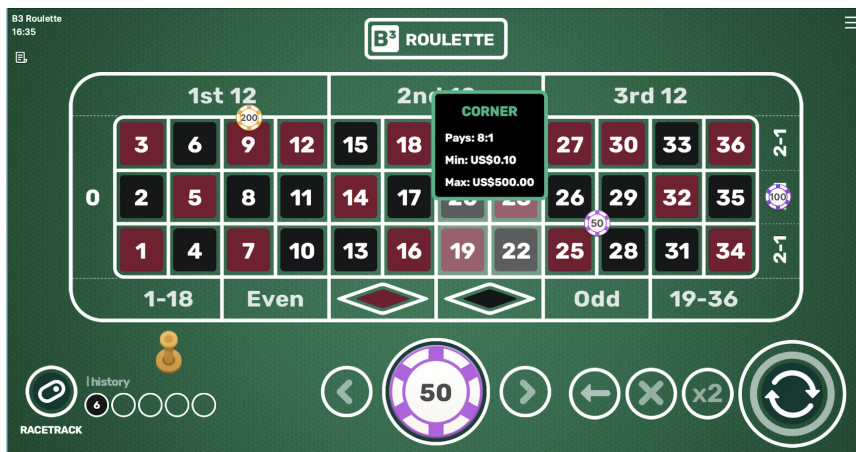 B3 Roulette
16:35
B³ ROULETTE
1st 12
2nd
3rd 12
200
CORNER
Pays: 8:1
Min: US$0.10
Max: US$500.00
3 6 9 12 15 18 27 30 33 36 2-1
0 2 5 8 11 14 17 26 29 32 35 100
50
1 4 7 10 13 16 19 22 25 28 31 34 2-1
1-18 Even Odd 19-36
history
6
50
x2
RACETRACK